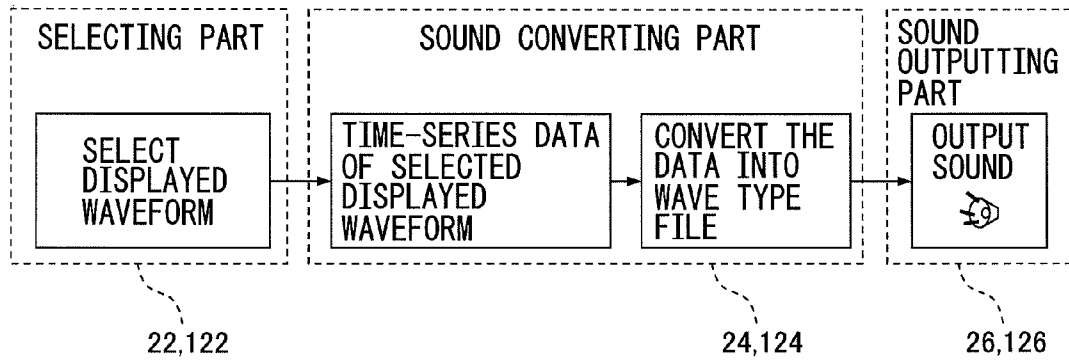 SELECTING PART
SELECT
DISPLAYED
WAVEFORM
22,122
SOUND CONVERTING PART
TIME-SERIES DATA
OF SELECTED
DISPLAYED
WAVEFORM
CONVERT THE
DATA INTO
WAVE TYPE
FILE
24,124
SOUND
OUTPUTTING
PART
OUTPUT
SOUND
26,126